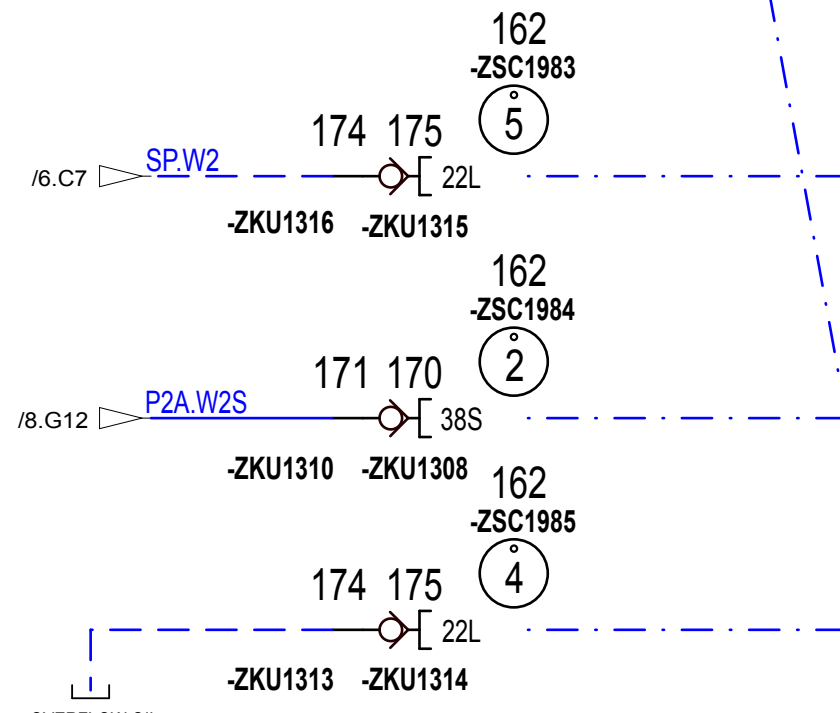 162
-ZSC1983
5
174 175
/6.C7 SP.W2 22L
-ZKU1316 -ZKU1315
162
-ZSC1984
2
171 170
/8.G12 P2A.W2S 38S
-ZKU1310 -ZKU1308
162
-ZSC1985
4
174 175
22L
-ZKU1313 -ZKU1314